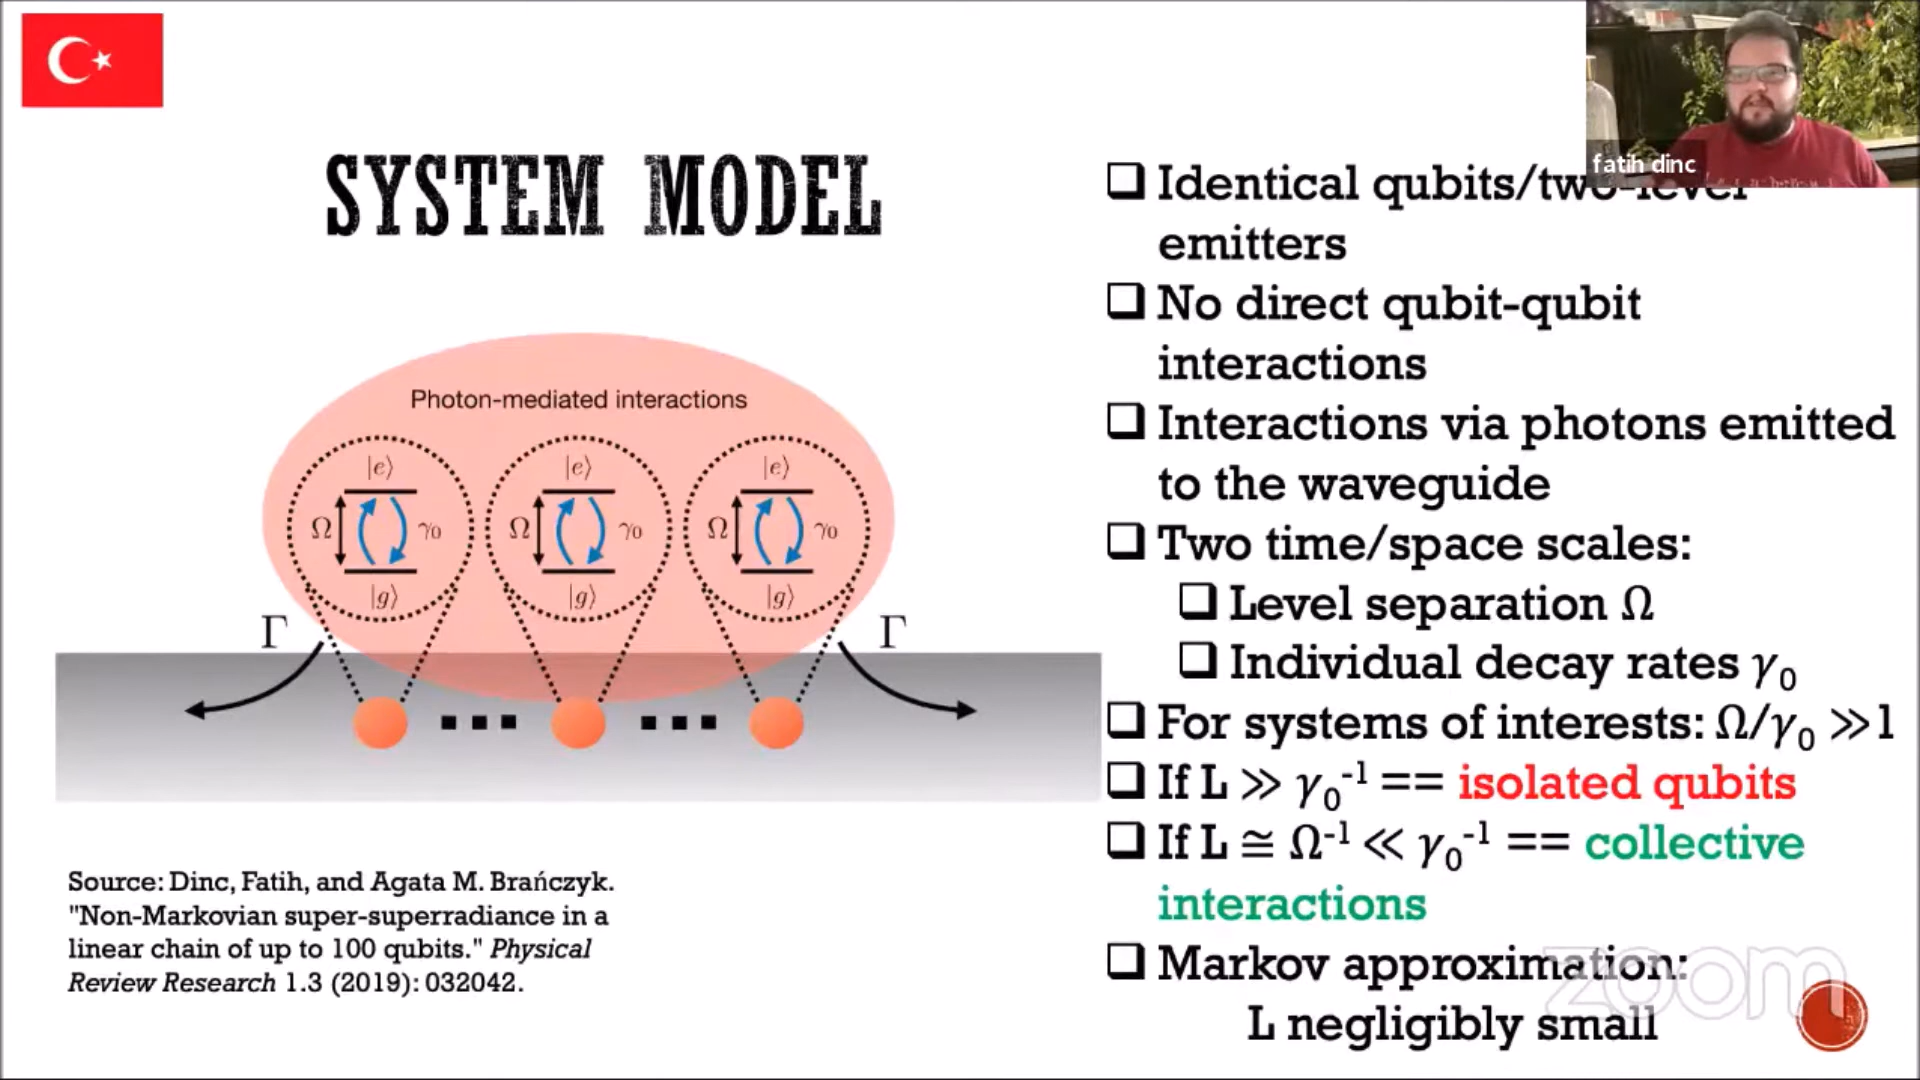 SYSTEM MODEL
Photon-mediated interactions
|e⟩ |e⟩ |e⟩
Ω γ₀ Ω γ₀ Ω γ₀
|g⟩ |g⟩ |g⟩
Γ Γ
Source: Dinc, Fatih, and Agata M. Brańczyk.
"Non-Markovian super-superradiance in a
linear chain of up to 100 qubits." Physical
Review Research 1.3 (2019): 032042.
fatih dinc
❑ Identical qubits/two-level
emitters
❑ No direct qubit-qubit
interactions
❑ Interactions via photons emitted
to the waveguide
❑ Two time/space scales:
❑ Level separation Ω
❑ Individual decay rates γ₀
❑ For systems of interests: Ω/γ₀ ≫1
❑ If L ≫ γ₀⁻¹ == isolated qubits
❑ If L ≅ Ω⁻¹ ≪ γ₀⁻¹ == collective
interactions
❑ Markov approximation:
L negligibly small
zoom